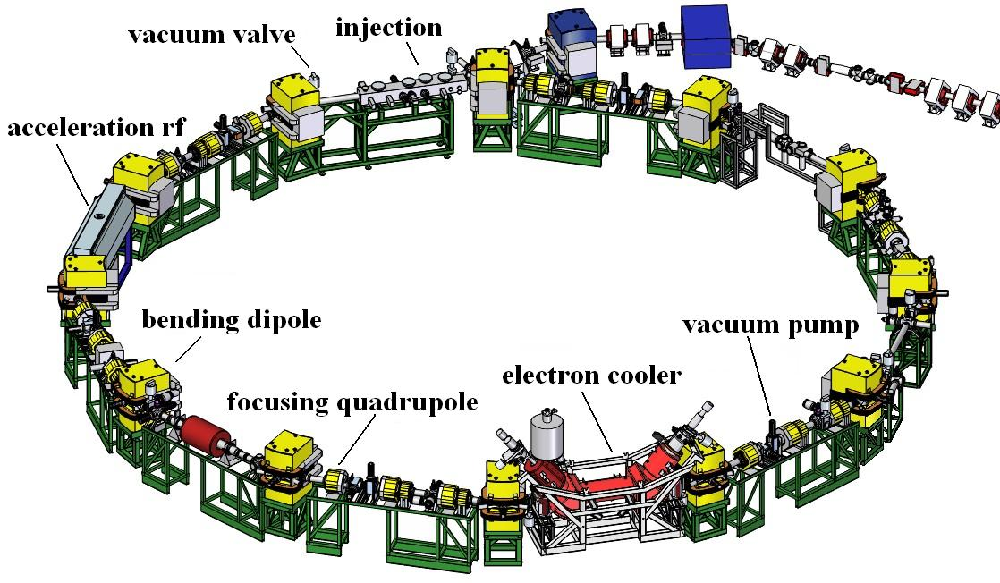 injection
vacuum valve
acceleration rf
bending dipole
vacuum pump
electron cooler
focusing quadrupole